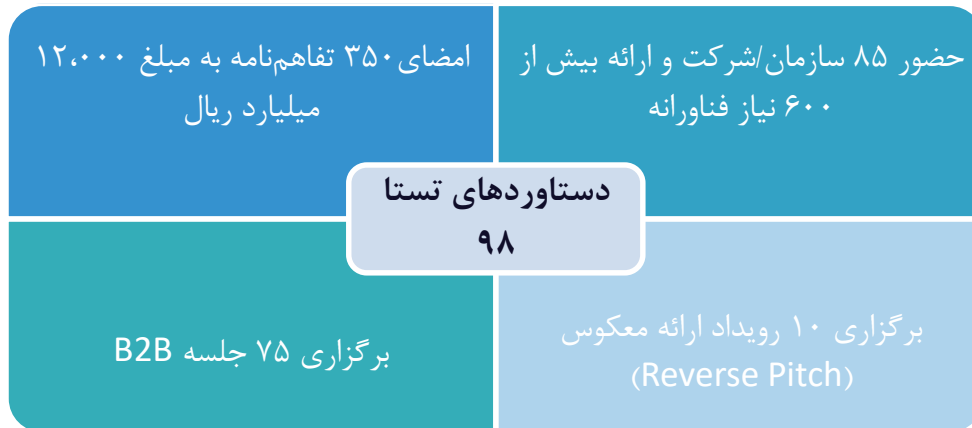 حضور ۸۵ سازمان/شرکت و ارائه بیش از
۶۰۰ نیاز فناورانه
امضای ۳۵۰ تفاهم‌نامه به مبلغ ۱۲،۰۰۰
میلیارد ریال
دستاوردهای تستا
۹۸
برگزاری ۱۰ رویداد ارائه معکوس
(Reverse Pitch)
برگزاری ۷۵ جلسه B2B